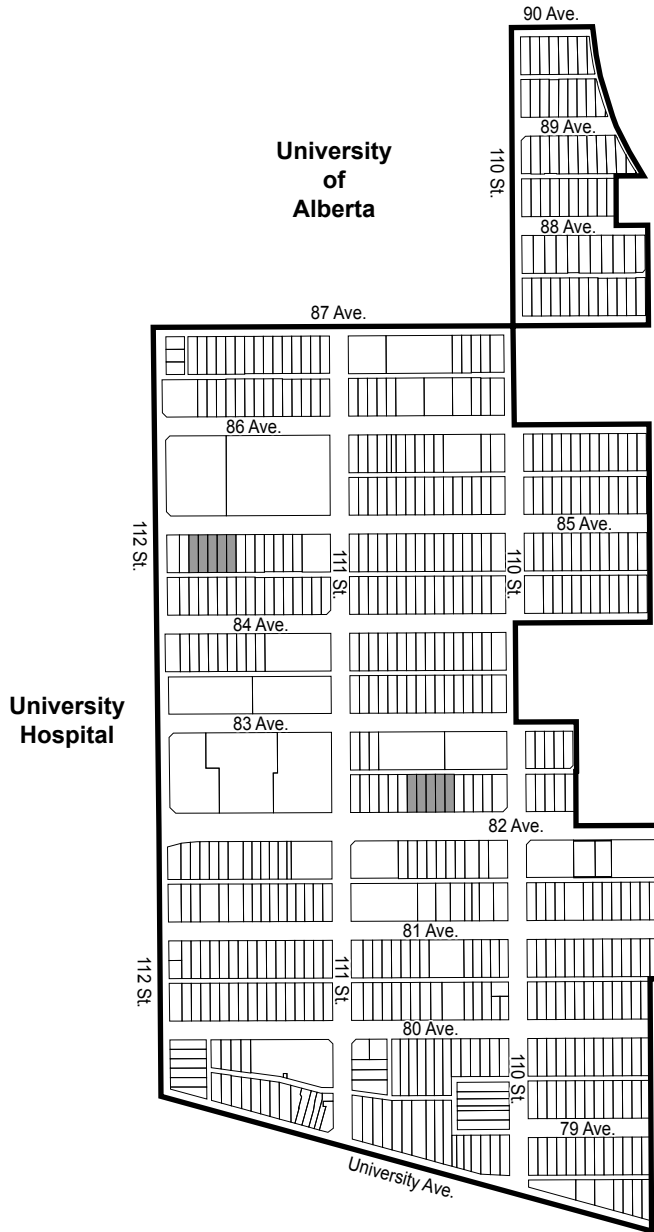 90 Ave.
89 Ave.
University
of
Alberta
110 St.
88 Ave.
87 Ave.
86 Ave.
85 Ave.
112 St.
111 St.
110 St.
84 Ave.
University
Hospital
83 Ave.
82 Ave.
81 Ave.
112 St.
111 St.
80 Ave.
110 St.
79 Ave.
University Ave.